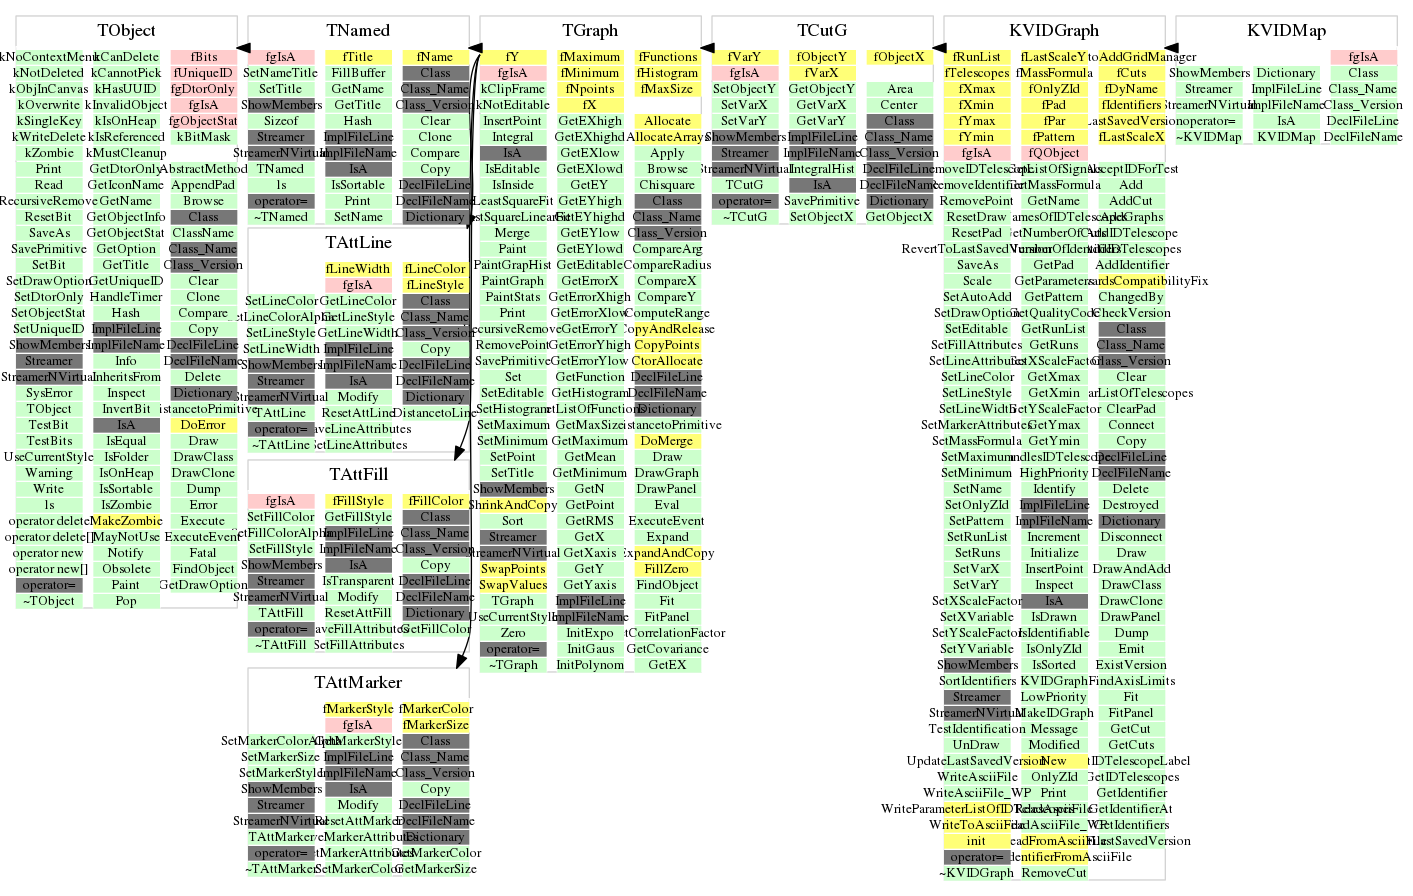 TObject
kNoContextMenu kCanDelete fBits
kNotDeleted kCannotPick fUniqueID
kObjInCanvas kHasUUID fgDtorOnly
kOverwrite kInvalidObject fgIsA
kSingleKey kIsOnHeap fgObjectStat
kWriteDelete kIsReferenced kBitMask
kZombie kMustCleanup
Print GetDtorOnly AbstractMethod
Read GetIconName AppendPad
RecursiveRemove GetName Browse
ResetBit GetObjectInfo Class
SaveAs GetObjectStat ClassName
SavePrimitive GetOption Class_Name
SetBit GetTitle Class_Version
SetDrawOption GetUniqueID Clear
SetDtorOnly HandleTimer Clone
SetObjectStat Hash Compare
SetUniqueID ImplFileLine Copy
ShowMembers ImplFileName DeclFileLine
Streamer Info DeclFileName
StreamerNVirtual InheritsFrom Delete
SysError Inspect Dictionary
TObject InvertBit DistancetoPrimitive
TestBit IsA DoError
TestBits IsEqual Draw
UseCurrentStyle IsFolder DrawClass
Warning IsOnHeap DrawClone
Write IsSortable Dump
ls IsZombie Error
operator delete MakeZombie Execute
operator delete[] MayNotUse ExecuteEvent
operator new Notify Fatal
operator new[] Obsolete FindObject
operator= Paint GetDrawOption
~TObject Pop
TNamed
fgIsA fTitle fName
SetNameTitle FillBuffer Class
SetTitle GetName Class_Name
ShowMembers GetTitle Class_Version
Sizeof Hash Clear
Streamer ImplFileLine Clone
StreamerNVirtual ImplFileName Compare
TNamed IsA Copy
ls IsSortable DeclFileLine
operator= Print DeclFileName
~TNamed SetName Dictionary
TAttLine
fLineWidth fLineColor
fgIsA fLineStyle
SetLineColor GetLineColor Class
SetLineColorAlpha GetLineStyle Class_Name
SetLineStyle GetLineWidth Class_Version
SetLineWidth ImplFileLine Copy
ShowMembers ImplFileName DeclFileLine
Streamer IsA DeclFileName
StreamerNVirtual Modify Dictionary
TAttLine ResetAttLine DistancetoLine
operator= SaveLineAttributes
~TAttLine SetLineAttributes
TAttFill
fgIsA fFillStyle fFillColor
SetFillColor GetFillStyle Class
SetFillColorAlpha ImplFileLine Class_Name
SetFillStyle ImplFileName Class_Version
ShowMembers IsA Copy
Streamer IsTransparent DeclFileLine
StreamerNVirtual Modify DeclFileName
TAttFill ResetAttFill Dictionary
operator= SaveFillAttributes GetFillColor
~TAttFill SetFillAttributes
TAttMarker
fMarkerStyle fMarkerColor
fgIsA fMarkerSize
SetMarkerColorAlpha GetMarkerStyle Class
SetMarkerSize ImplFileLine Class_Name
SetMarkerStyle ImplFileName Class_Version
ShowMembers IsA Copy
Streamer Modify DeclFileLine
StreamerNVirtual ResetAttMarker DeclFileName
TAttMarker SaveMarkerAttributes Dictionary
operator= SetMarkerAttributes GetMarkerColor
~TAttMarker SetMarkerColor GetMarkerSize
TGraph
fY fMaximum fFunctions
fgIsA fMinimum fHistogram
kClipFrame fNpoints fMaxSize
kNotEditable fX
InsertPoint GetEXhigh Allocate
Integral GetEXhighd AllocateArrays
IsA GetEXlow Apply
IsEditable GetEXlowd Browse
IsInside GetEY Chisquare
LeastSquareFit GetEYhigh Class
LeastSquareLinearFit GetEYhighd Class_Name
Merge GetEYlow Class_Version
Paint GetEYlowd CompareArg
PaintGrapHist GetEditable CompareRadius
PaintGraph GetErrorX CompareX
PaintStats GetErrorXhigh CompareY
Print GetErrorXlow ComputeRange
RecursiveRemove GetErrorY CopyAndRelease
RemovePoint GetErrorYhigh CopyPoints
SavePrimitive GetErrorYlow CtorAllocate
Set GetFunction DeclFileLine
SetEditable GetHistogram DeclFileName
SetHistogram GetListOfFunctions Dictionary
SetMaximum GetMaxSize DistancetoPrimitive
SetMinimum GetMaximum DoMerge
SetPoint GetMean Draw
SetTitle GetMinimum DrawGraph
ShowMembers GetN DrawPanel
ShrinkAndCopy GetPoint Eval
Sort GetRMS ExecuteEvent
Streamer GetX Expand
StreamerNVirtual GetXaxis ExpandAndCopy
SwapPoints GetY FillZero
SwapValues GetYaxis FindObject
TGraph ImplFileLine Fit
UseCurrentStyle ImplFileName FitPanel
Zero InitExpo GetCorrelationFactor
operator= InitGaus GetCovariance
~TGraph InitPolynom GetEX
TCutG
fVarY fObjectY fObjectX
fgIsA fVarX
SetObjectY GetObjectY Area
SetVarX GetVarX Center
SetVarY GetVarY Class
ShowMembers ImplFileLine Class_Name
Streamer ImplFileName Class_Version
StreamerNVirtual IntegralHist DeclFileLine
TCutG IsA DeclFileName
operator= SavePrimitive Dictionary
~TCutG SetObjectX GetObjectX
KVIDGraph
fRunList fLastScaleY
fTelescopes fMassFormula fCuts
fXmax fOnlyZId fDyName
fXmin fPad fIdentifiers
fYmax fPar fLastSavedVersion
fYmin fPattern fLastScaleX
fgIsA fQObject
AcceptIDForTest
RemoveIdentifier GetMassFormula Add
RemovePoint GetName AddCut
ResetDraw GetNamesOfIDTelescopes AddGraphs
ResetPad GetNumberOfCuts AddIDTelescopes
RevertToLastSavedVersion GetNumberOfIdentifiers AddIDTelescopes
SaveAs GetPad AddIdentifier
Scale GetParameters
SetAutoAdd GetPattern ChangedBy
SetDrawOption GetQualityCode CheckVersion
SetEditable GetRunList Class
SetFillAttributes GetRuns Class_Name
SetLineAttributes GetXScaleFactor Class_Version
SetLineColor GetXmax Clear
SetLineStyle GetXmin ClearListOfTelescopes
SetLineWidth GetYScaleFactor ClearPad
SetMarkerAttributes GetYmax Connect
SetMassFormula GetYmin Copy
SetMaximum HandlesIDTelescope DeclFileLine
SetMinimum HighPriority DeclFileName
SetName Identify Delete
SetOnlyZId ImplFileLine Destroyed
SetPattern ImplFileName Dictionary
SetRunList Increment Disconnect
SetRuns Initialize Draw
SetVarX InsertPoint DrawAndAdd
SetVarY Inspect DrawClass
SetXScaleFactor IsA DrawClone
SetXVariable IsDrawn DrawPanel
SetYScaleFactor IsIdentifiable Dump
SetYVariable IsOnlyZId Emit
ShowMembers IsSorted ExistVersion
SortIdentifiers KVIDGraph FindAxisLimits
Streamer LowPriority Fit
StreamerNVirtual MakeIDGraph FitPanel
TestIdentification Message GetCut
UnDraw Modified GetCuts
UpdateLastSavedVersion New GetIDTelescopeLabel
WriteAsciiFile OnlyZId GetIDTelescopes
WriteAsciiFile_WP Print GetIdentifier
ReadAsciiFile GetIdentifierAt
WriteToAsciiFile ReadAsciiFile_WP GetIdentifiers
init ReadFromAsciiFile GetLastSavedVersion
operator=
~KVIDGraph RemoveCut
KVIDMap
fgIsA
ShowMembers Dictionary Class
Streamer ImplFileLine Class_Name
StreamerNVirtual ImplFileName Class_Version
operator= IsA DeclFileLine
~KVIDMap KVIDMap DeclFileName